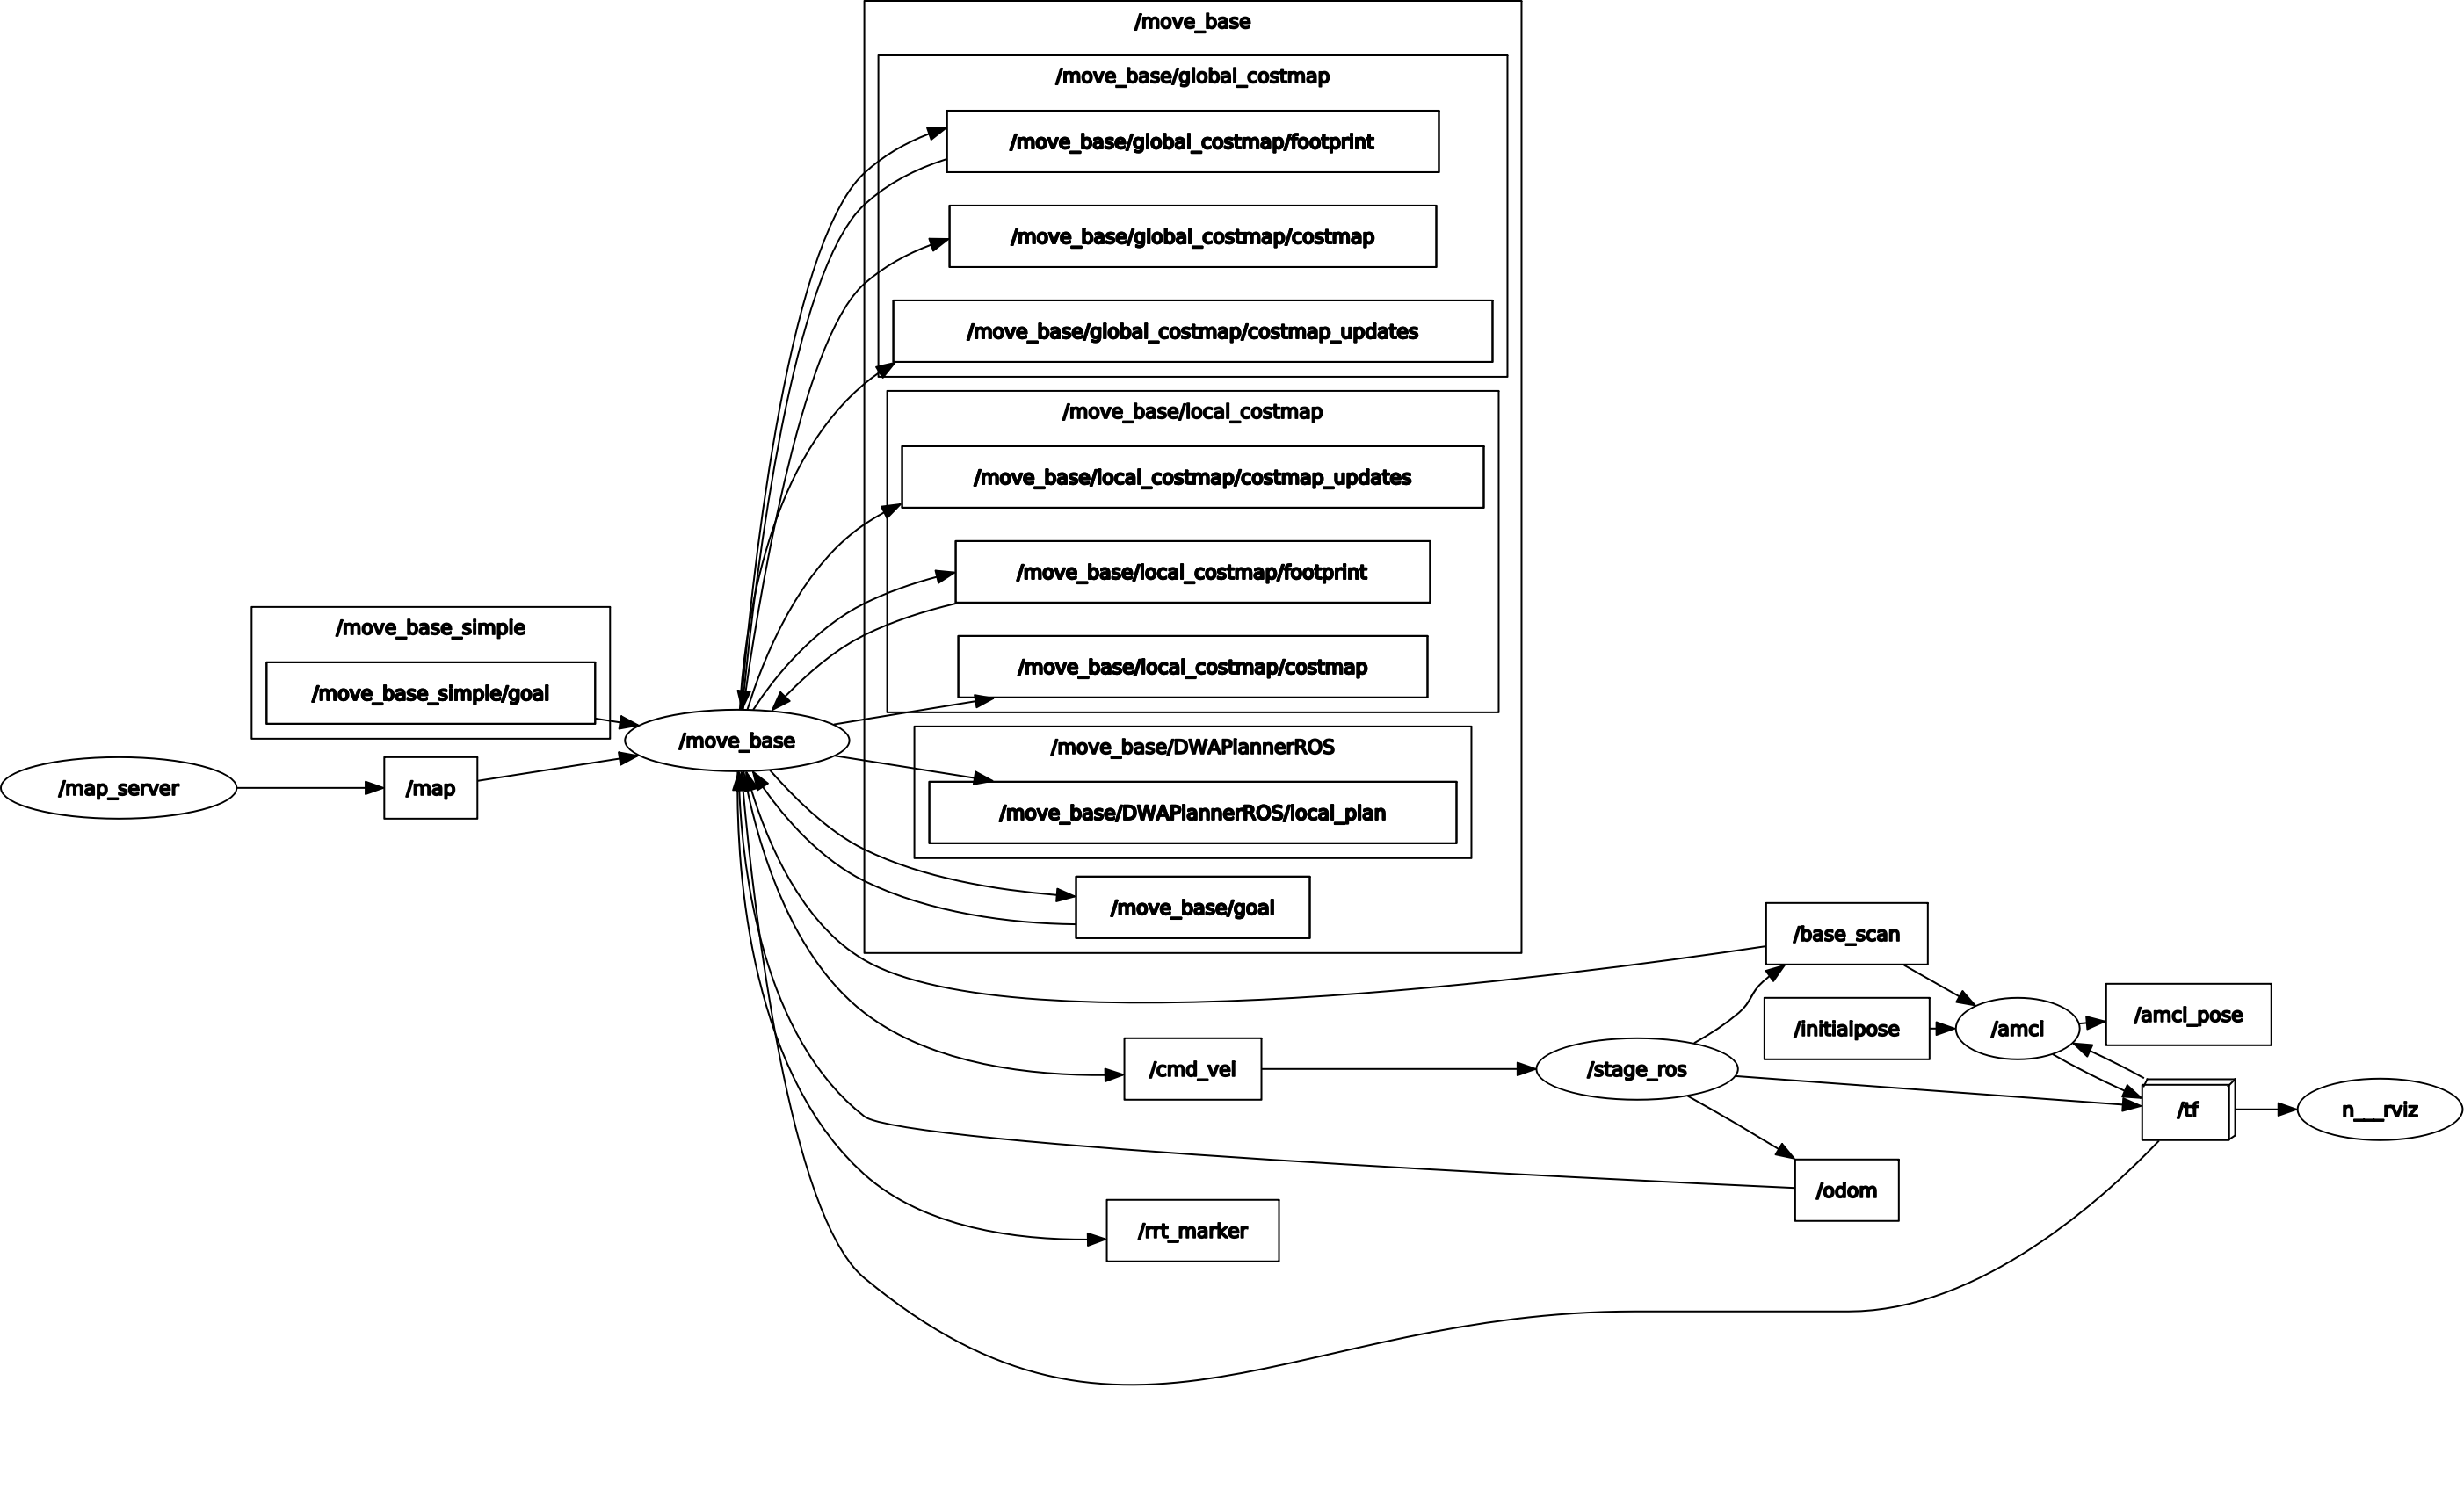 /move_base
/move_base/global_costmap
/move_base/global_costmap/footprint
/move_base/global_costmap/costmap
/move_base/global_costmap/costmap_updates
/move_base/local_costmap
/move_base/local_costmap/costmap_updates
/move_base/local_costmap/footprint
/move_base/local_costmap/costmap
/move_base_simple
/move_base_simple/goal
/move_base
/move_base/DWAPlannerROS
/move_base/DWAPlannerROS/local_plan
/map_server
/map
/move_base/goal
/base_scan
/initialpose
/amcl
/amcl_pose
/cmd_vel
/stage_ros
/tf
n___rviz
/odom
/rrt_marker